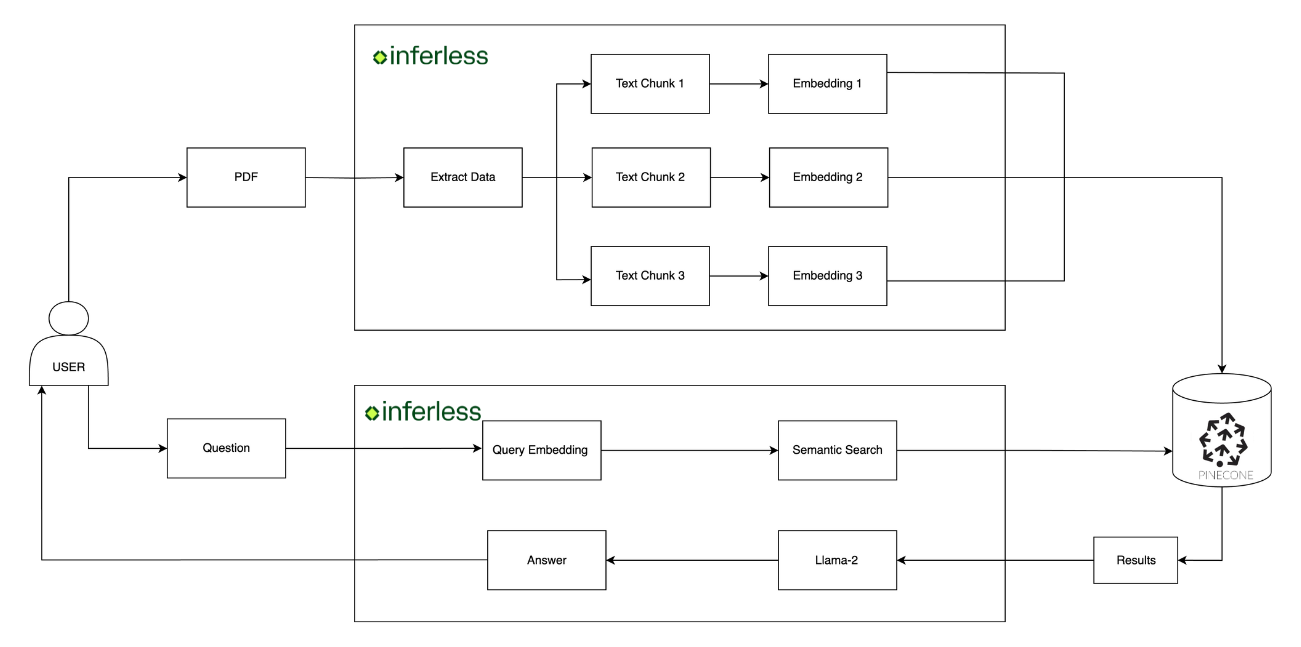 inferless
Text Chunk 1
Embedding 1
PDF
Extract Data
Text Chunk 2
Embedding 2
Text Chunk 3
Embedding 3
USER
inferless
Question
Query Embedding
Semantic Search
PINECONE
Answer
Llama-2
Results